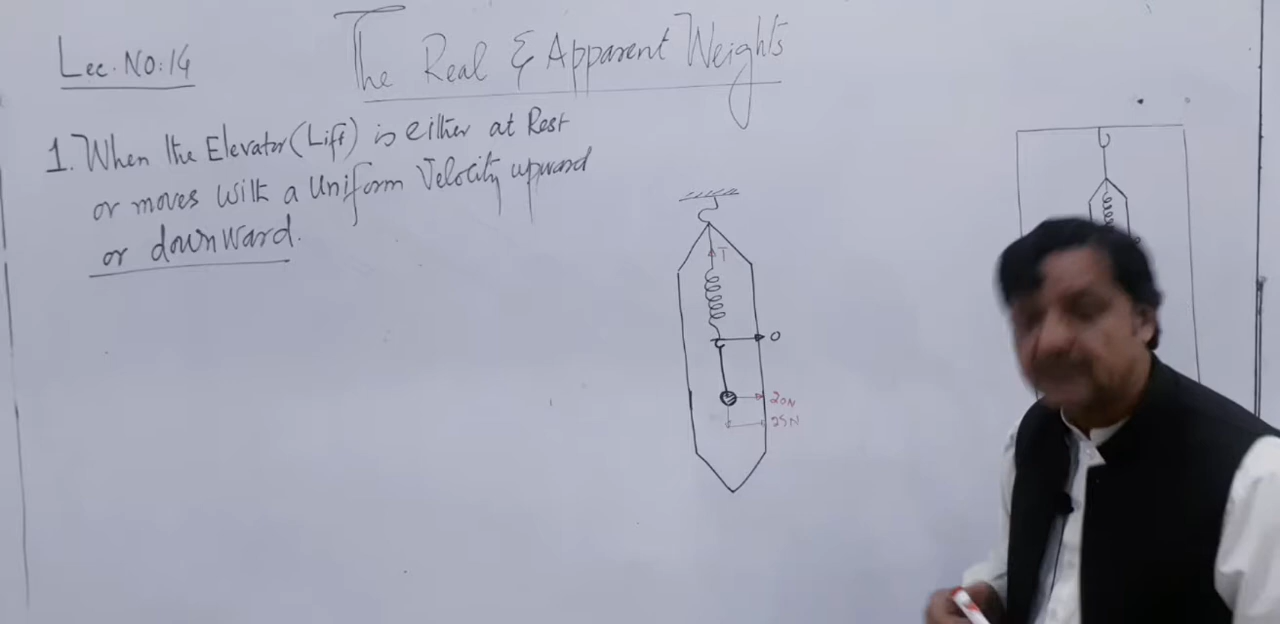 Lec. No: 14
The Real & Apparent Weights
1. When the Elevator (Lift) is either at Rest
or moves with a Uniform Velocity upward
or downward.
T
0
20N
25N